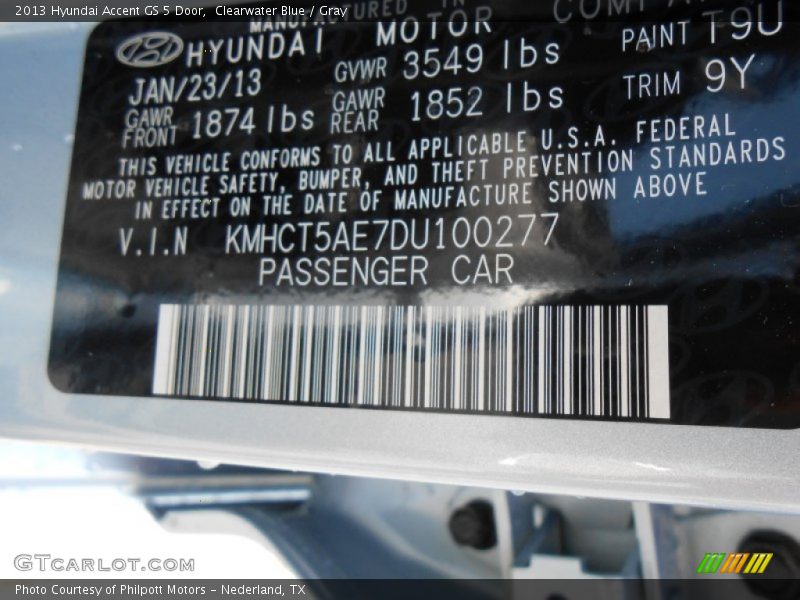 2013 Hyundai Accent GS 5 Door, Clearwater Blue / Gray
MANUFACTURED IN
HYUNDAI MOTOR COMPA
JAN/23/13 GVWR 3549 lbs PAINT T9U
GAWR FRONT 1874 lbs GAWR REAR 1852 lbs TRIM 9Y
THIS VEHICLE CONFORMS TO ALL APPLICABLE U.S.A. FEDERAL
MOTOR VEHICLE SAFETY, BUMPER, AND THEFT PREVENTION STANDARDS
IN EFFECT ON THE DATE OF MANUFACTURE SHOWN ABOVE
V.I.N KMHCT5AE7DU100277
PASSENGER CAR
GTcarlot.com
Photo Courtesy of Philpott Motors - Nederland, TX